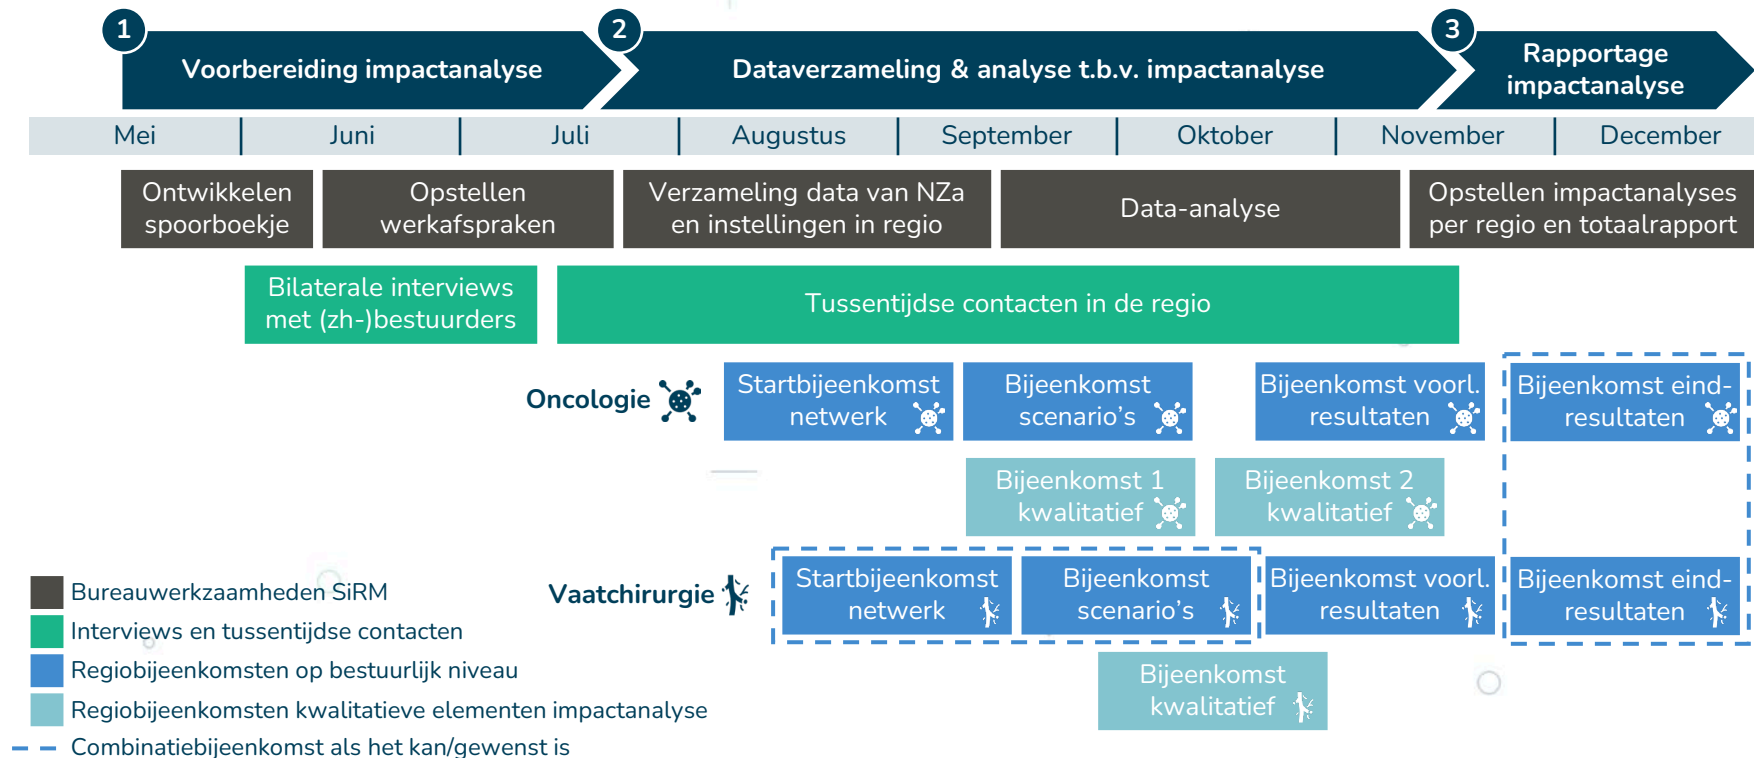 1
2
3
Voorbereiding impactanalyse
Dataverzameling & analyse t.b.v. impactanalyse
Rapportage
impactanalyse
Mei
Juni
Juli
Augustus
September
Oktober
November
December
Ontwikkelen
spoorboekje
Opstellen
werkafspraken
Verzameling data van NZa
en instellingen in regio
Data-analyse
Opstellen impactanalyses
per regio en totaalrapport
Bilaterale interviews
met (zh-)bestuurders
Tussentijdse contacten in de regio
Oncologie
Startbijeenkomst
netwerk
Bijeenkomst
scenario's
Bijeenkomst voorl.
resultaten
Bijeenkomst eind-
resultaten
Bijeenkomst 1
kwalitatief
Bijeenkomst 2
kwalitatief
Vaatchirurgie
Startbijeenkomst
netwerk
Bijeenkomst
scenario's
Bijeenkomst voorl.
resultaten
Bijeenkomst eind-
resultaten
Bijeenkomst
kwalitatief
Bureauwerkzaamheden SiRM
Interviews en tussentijdse contacten
Regiobijeenkomsten op bestuurlijk niveau
Regiobijeenkomsten kwalitatieve elementen impactanalyse
Combinatiebijeenkomst als het kan/gewenst is